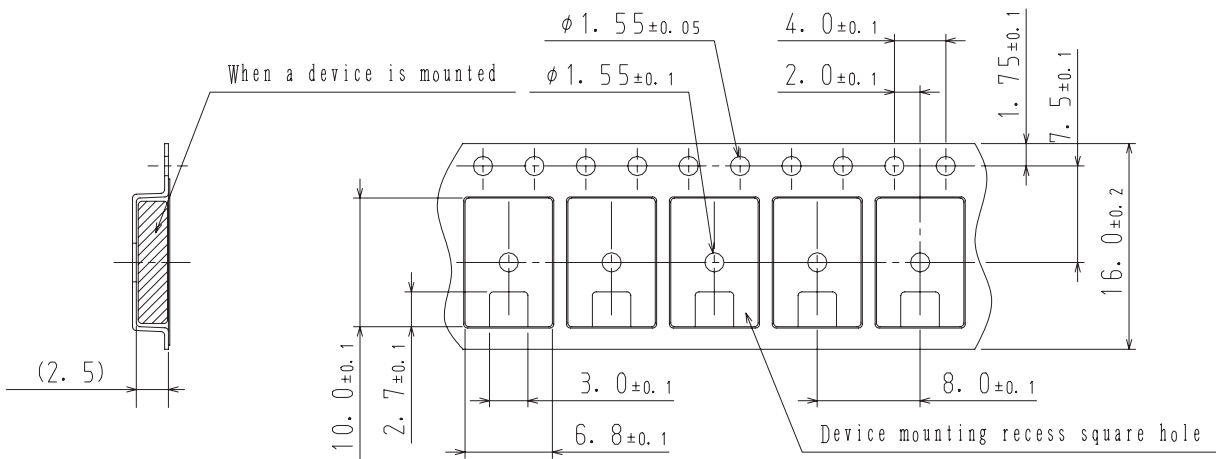 φ1.55±0.05
4.0±0.1
When a device is mounted
φ1.55±0.1
2.0±0.1
1.75±0.1
7.5±0.1
16.0±0.2
(2.5)
10.0±0.1
2.7±0.1
3.0±0.1
8.0±0.1
6.8±0.1
Device mounting recess square hole